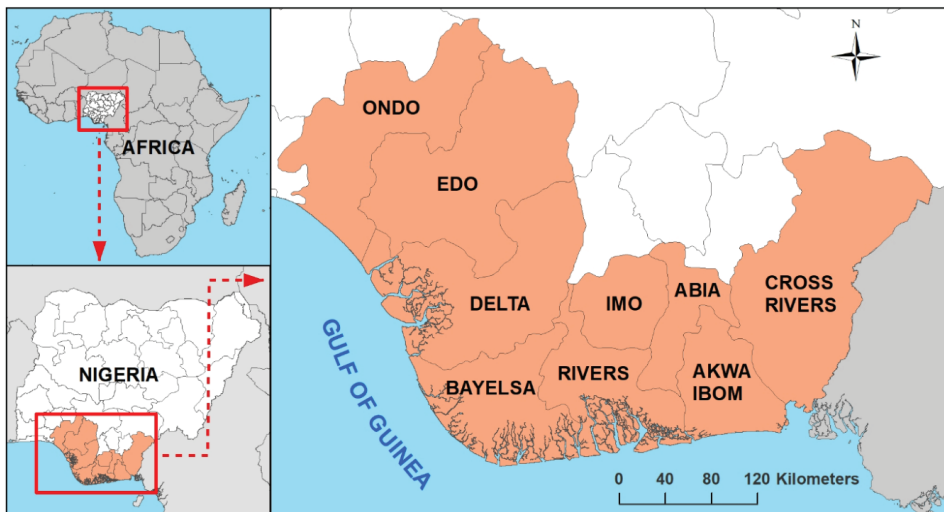 AFRICA
NIGERIA
N
ONDO
EDO
DELTA
IMO
ABIA
CROSS
RIVERS
BAYELSA
RIVERS
AKWA
IBOM
GULF OF GUINEA
0 40 80 120 Kilometers